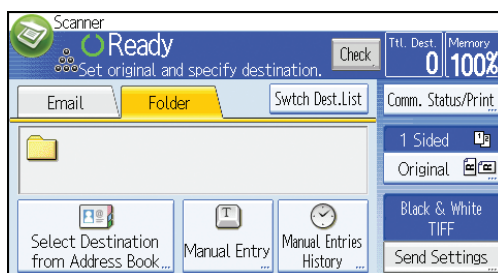 Scanner
Ready
Set original and specify destination.
Check
Ttl. Dest.
0
Memory
100%
Email
Folder
Swtch Dest.List
Comm. Status/Print
1 Sided
Original
Select Destination
from Address Book
Manual Entry
T
Manual Entries
History
Black & White
TIFF
Send Settings